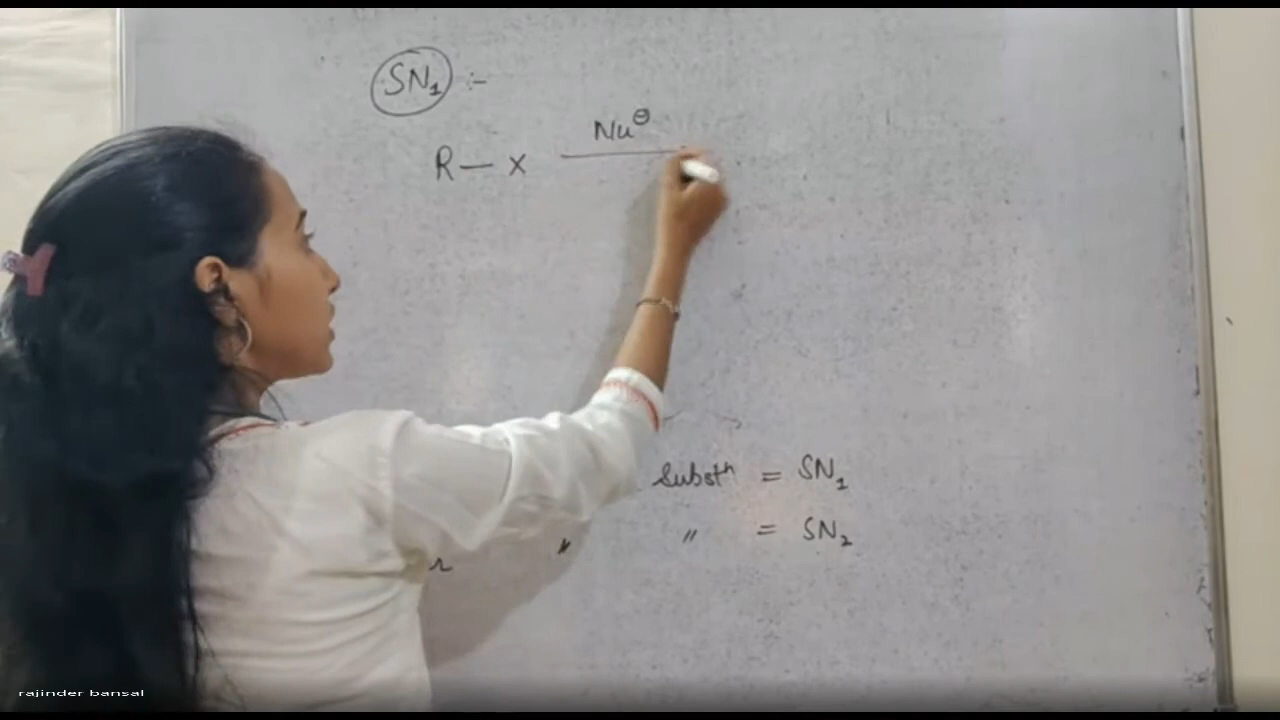 SN1 :-
Nu⊖
R — X
Substⁿ = SN1
" = SN2
rajinder bansal